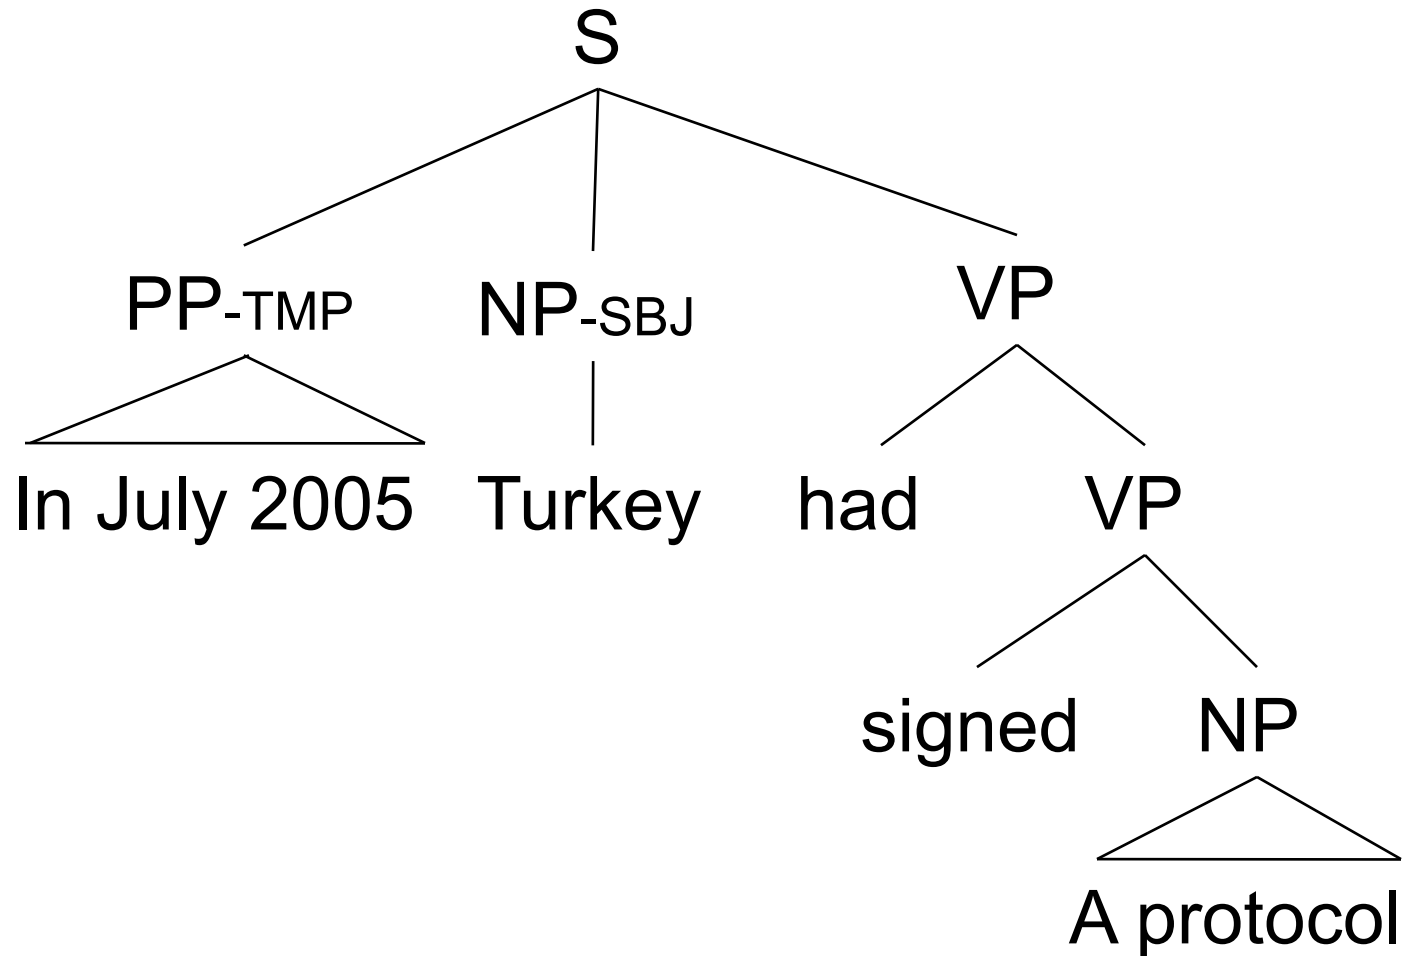 S
PP-TMP NP-SBJ VP
In July 2005 Turkey had VP
signed NP
A protocol